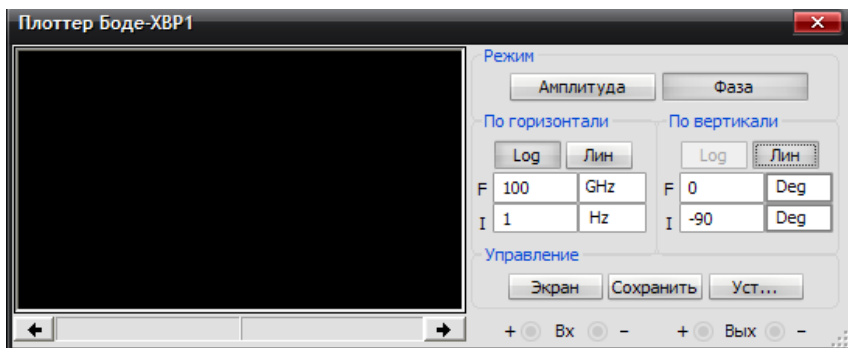 Плоттер Боде-XBP1
Режим
Амплитуда Фаза
По горизонтали По вертикали
Log Лин Log Лин
F 100 GHz F 0 Deg
I 1 Hz I -90 Deg
Управление
Экран Сохранить Уст...
+ Вх - + Вых -